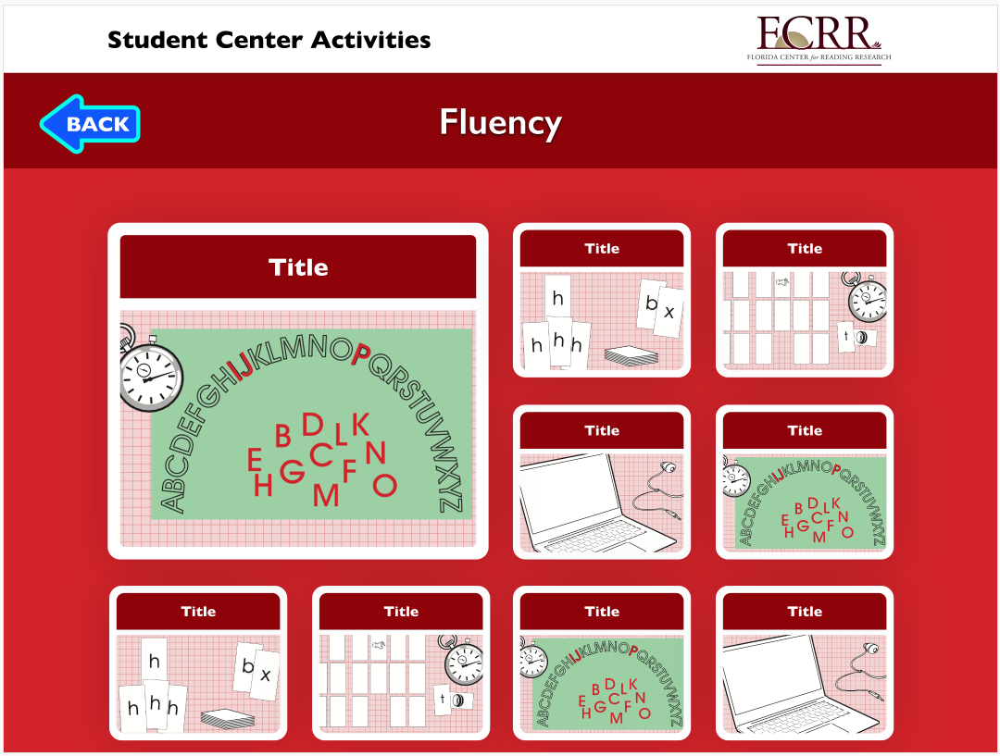 Student Center Activities
FCRR
FLORIDA CENTER for READING RESEARCH
BACK
Fluency
Title
ABCDEFGHIJKLMNOPQRSTUVWXYZ
B D L K
E G C F N
H M O
Title
h
h h h
b x
Title
t
Title
Title
ABCDEFGHIJKLMNOPQRSTUVWXYZ
B D L K
E G C F N
H M O
Title
h
h h h
b x
Title
t
Title
ABCDEFGHIJKLMNOPQRSTUVWXYZ
B D L K
E G C F N
H M O
Title